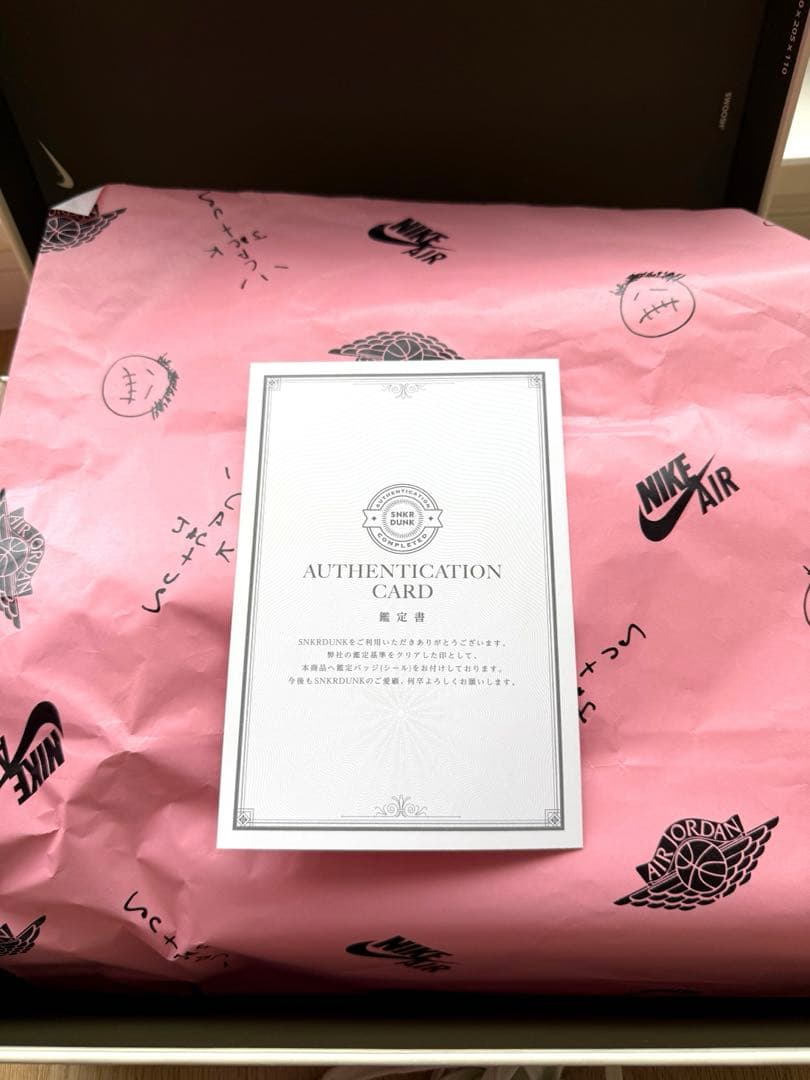 SWOOSH
NIKE
AIR
JACK
NIKE
AIR
AUTHENTICATION
SNKR
DUNK
COMPLETED
AUTHENTICATION
CARD
鑑定書
SNKRDUNKをご利用いただきありがとうございます。
弊社の鑑定基準をクリアした印として、
本商品へ鑑定バッジ(シール)をお付けしております。
今後もSNKRDUNKのご愛顧、何卒よろしくお願いします。
AIR JORDAN
NIKE
AIR JORDAN
NIKE
AIR